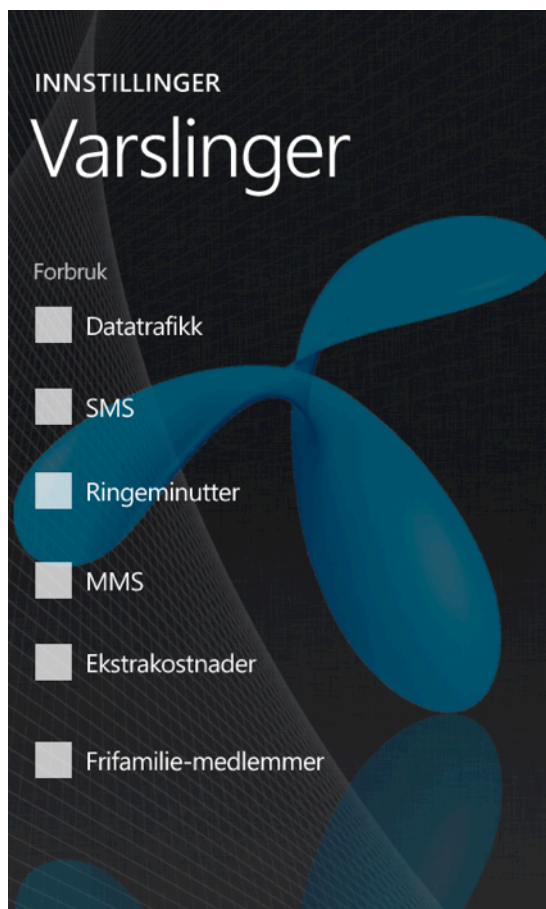 INNSTILLINGER
Varslinger
Forbruk
Datatrafikk
SMS
Ringeminutter
MMS
Ekstrakostnader
Frifamilie-medlemmer